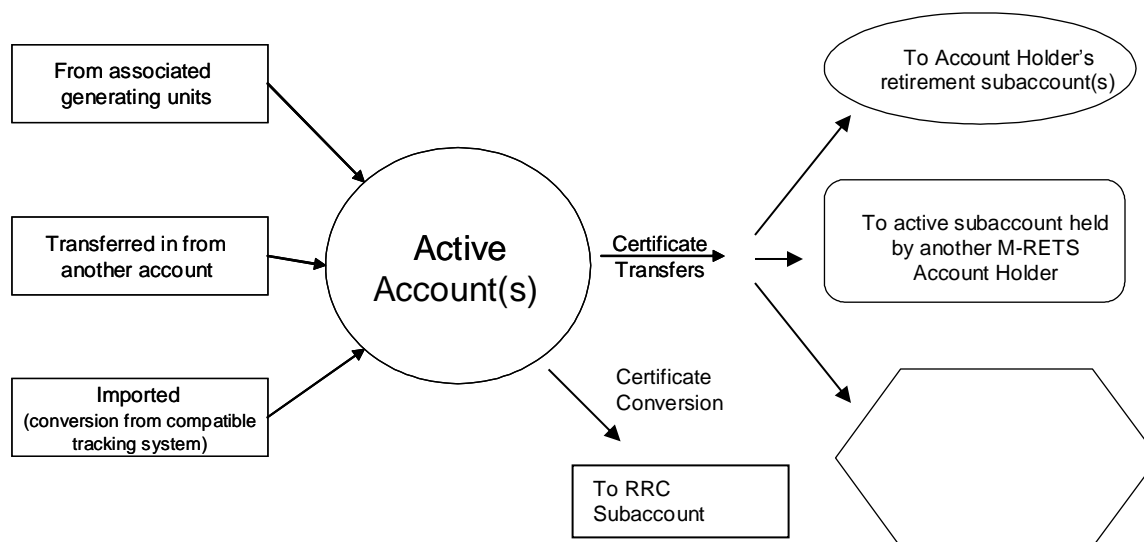 From associated
generating units
Transferred in from
another account
Imported
(conversion from compatible
tracking system)
Active
Account(s)
Certificate
Transfers
Certificate
Conversion
To RRC
Subaccount
To Account Holder's
retirement subaccount(s)
To active subaccount held
by another M-RETS
Account Holder